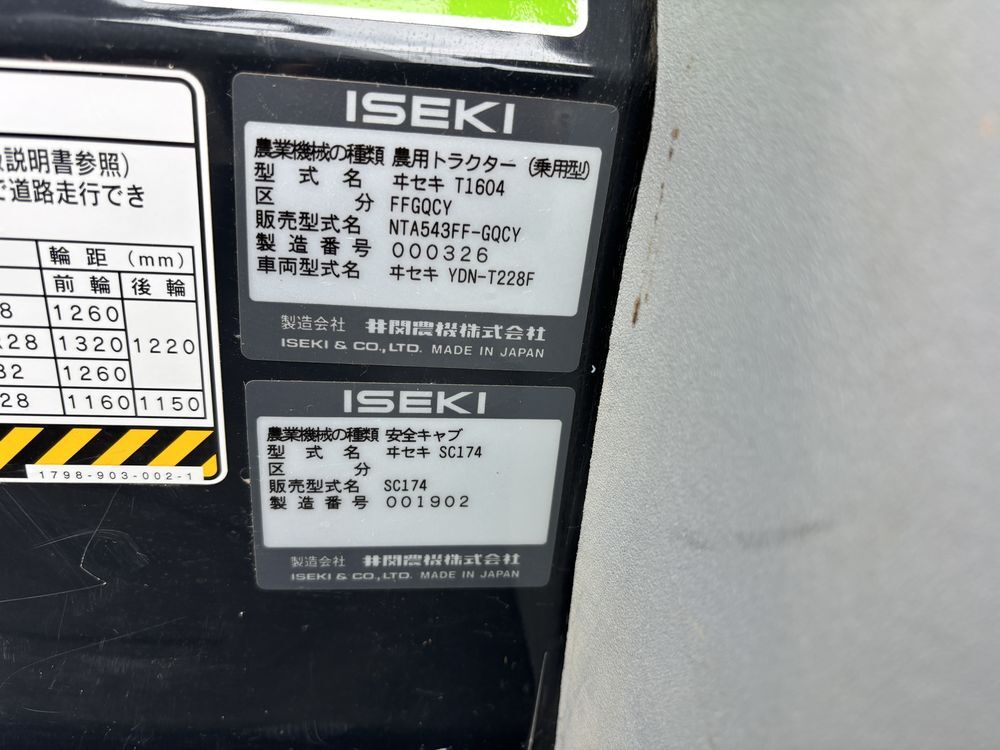 説明書参照)
で道路走行でき
輪距 (mm)
前輪 後輪
8 1260
28 1320 1220
32 1260
28 1160 1150
1798-903-002-1
ISEKI
農業機械の種類 農用トラクター (乗用型)
型式名 ヰセキ T1604
区分 FFGQCY
販売型式名 NTA543FF-GQCY
製造番号 000326
車両型式名 ヰセキ YDN-T228F
製造会社 井関農機株式会社
ISEKI & CO.,LTD. MADE IN JAPAN
ISEKI
農業機械の種類 安全キャブ
型式名 ヰセキ SC174
区分
販売型式名 SC174
製造番号 001902
製造会社 井関農機株式会社
ISEKI & CO.,LTD. MADE IN JAPAN